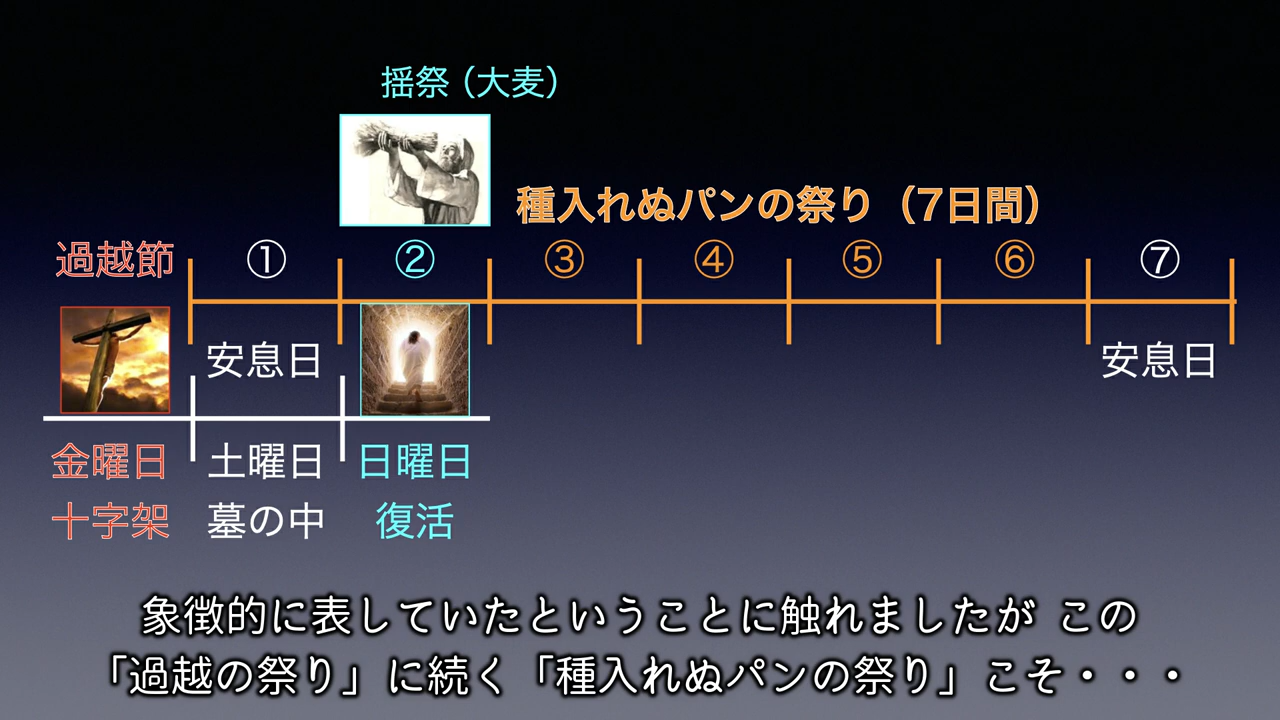 揺祭（大麦）
種入れぬパンの祭り（7日間）
過越節 ① ② ③ ④ ⑤ ⑥ ⑦
安息日 安息日
金曜日 土曜日 日曜日
十字架 墓の中 復活
象徴的に表していたということに触れましたが この
「過越の祭り」に続く「種入れぬパンの祭り」こそ・・・